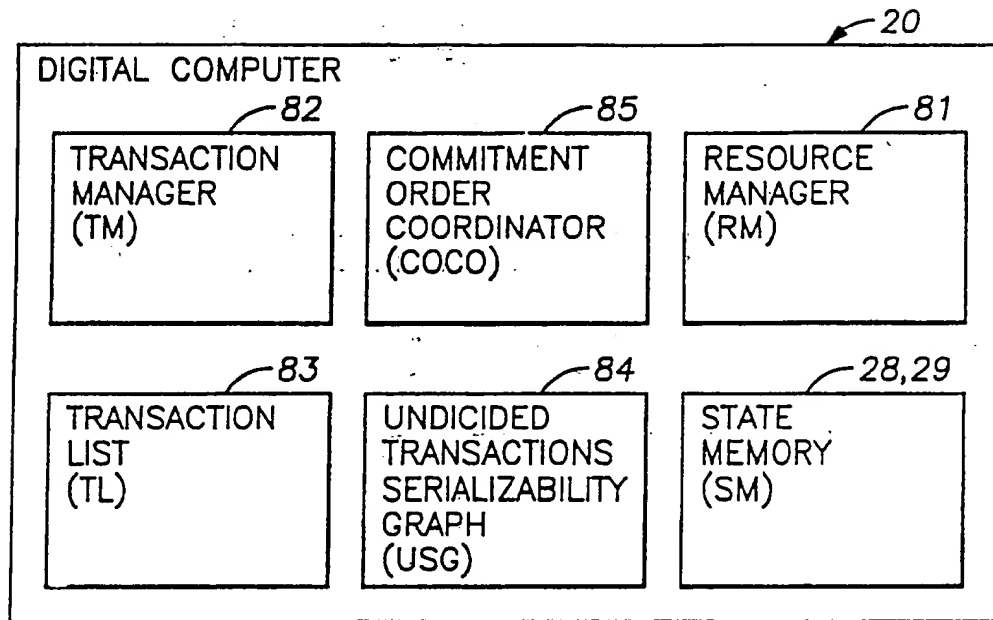 20
DIGITAL COMPUTER
82
TRANSACTION
MANAGER
(TM)
85
COMMITMENT
ORDER
COORDINATOR
(COCO)
81
RESOURCE
MANAGER
(RM)
83
TRANSACTION
LIST
(TL)
84
UNDICIDED
TRANSACTIONS
SERIALIZABILITY
GRAPH
(USG)
28,29
STATE
MEMORY
(SM)